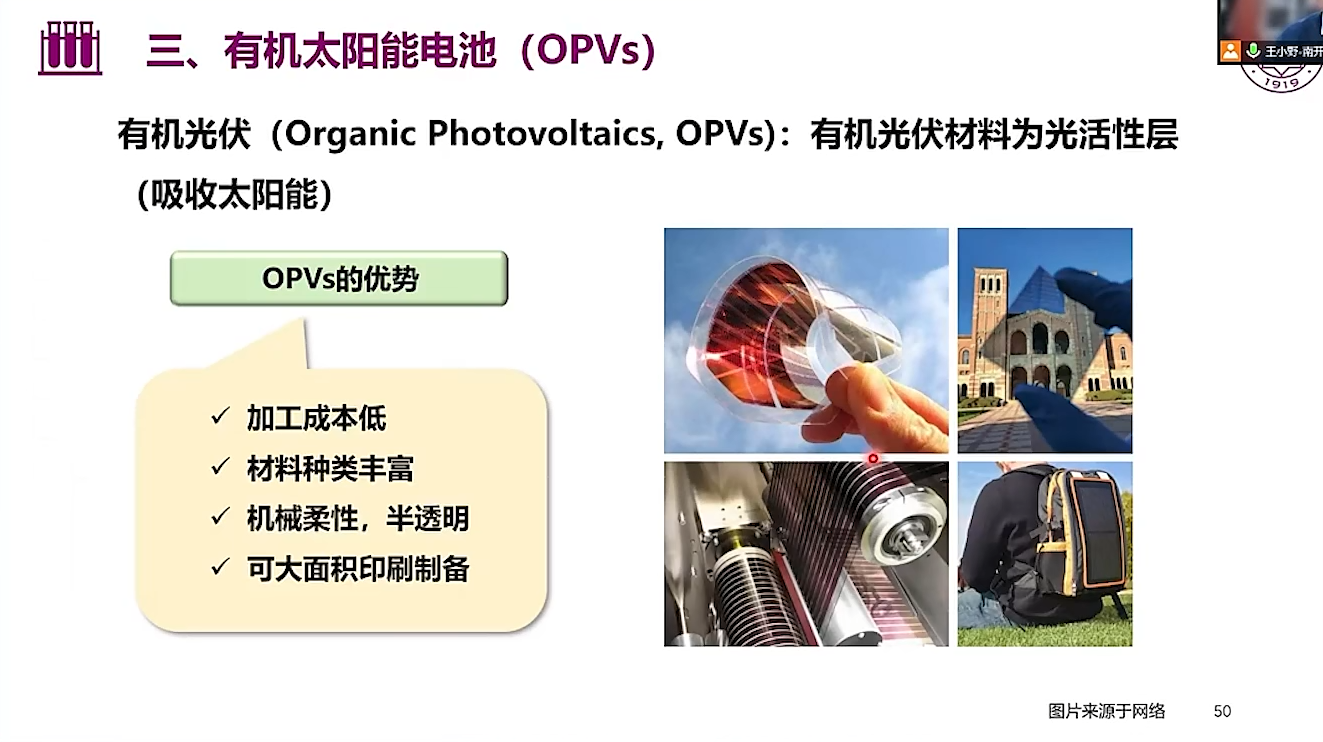 三、有机太阳能电池（OPVs）
王小野-南开
1919
有机光伏（Organic Photovoltaics, OPVs）：有机光伏材料为光活性层
（吸收太阳能）
OPVs的优势
✓ 加工成本低
✓ 材料种类丰富
✓ 机械柔性，半透明
✓ 可大面积印刷制备
图片来源于网络
50